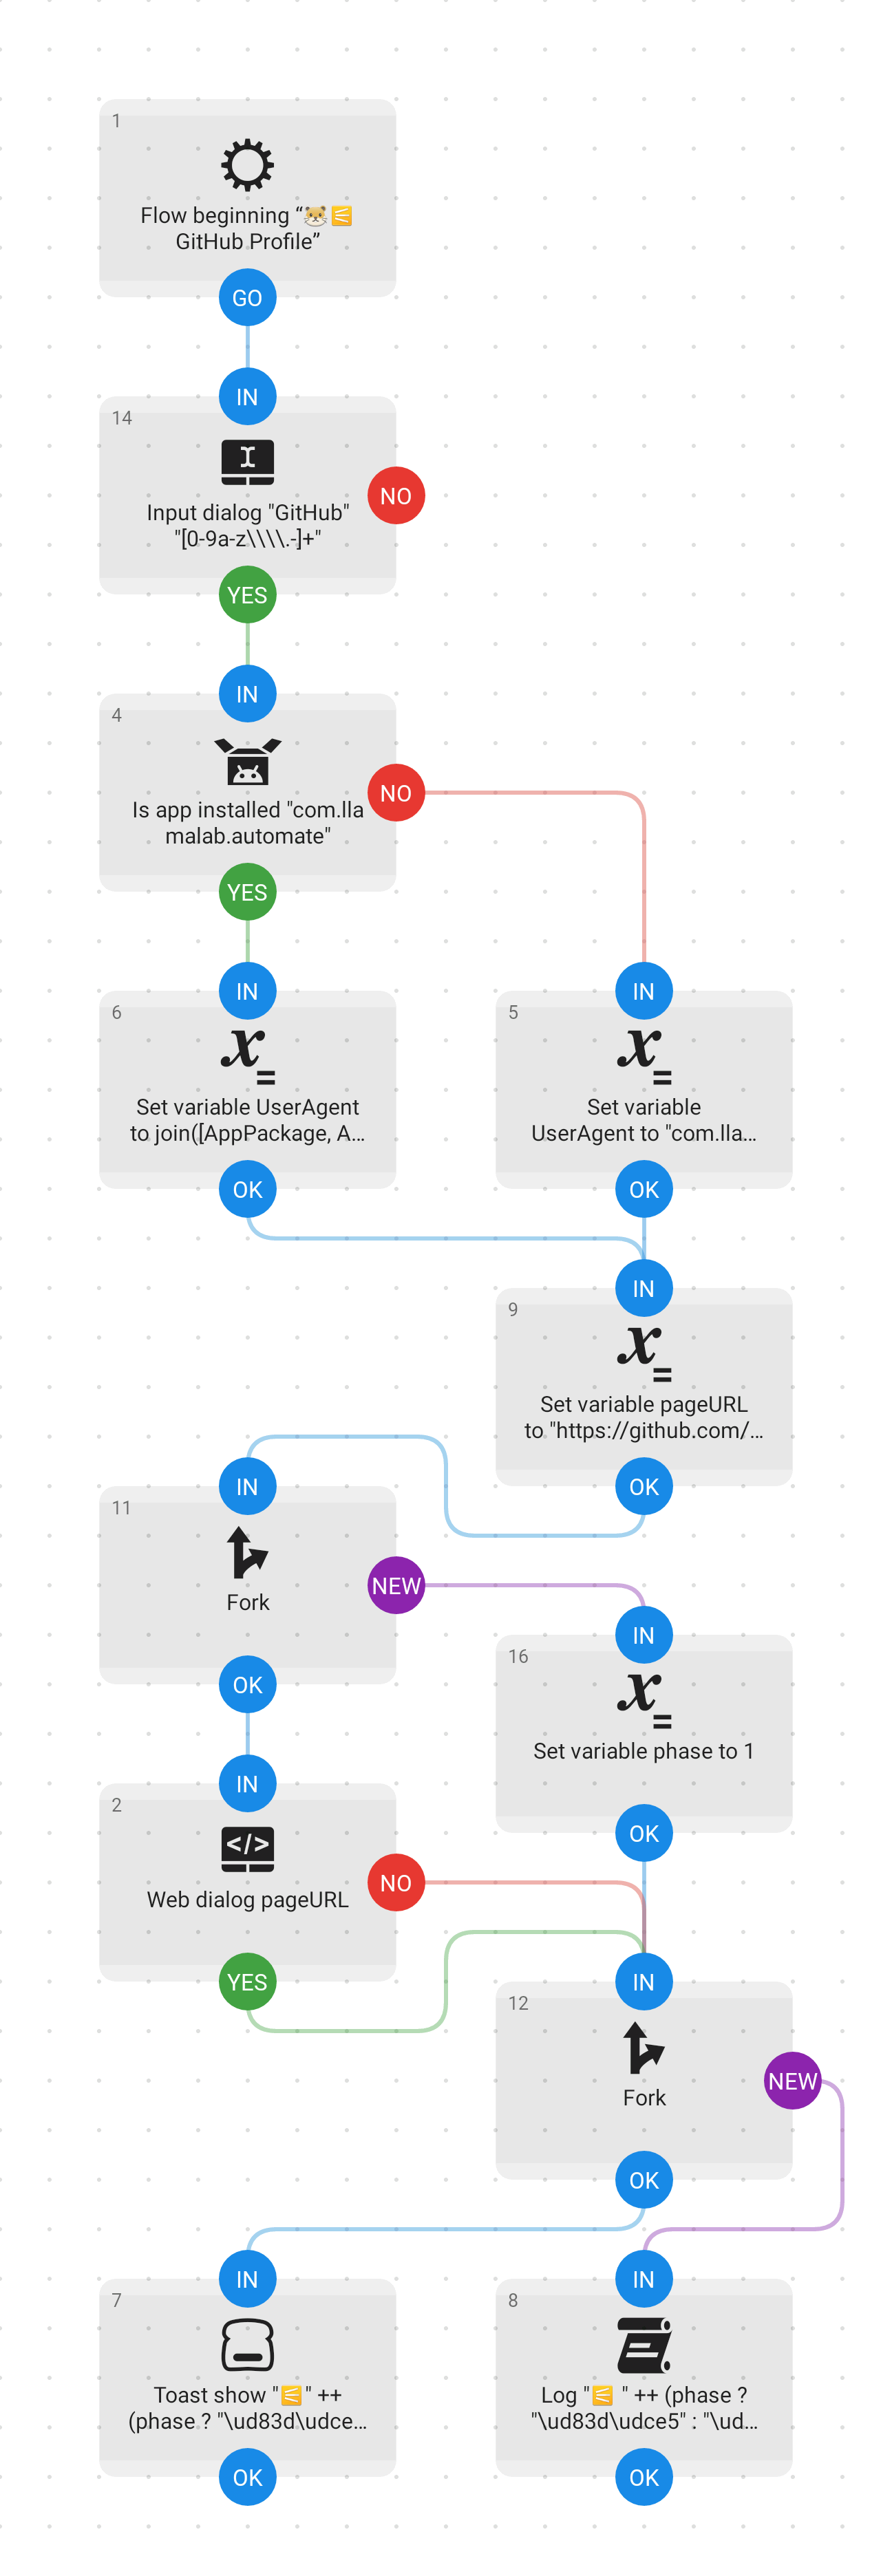 1
Flow beginning “🐹🌅
GitHub Profile”
GO
IN
14
Input dialog "GitHub"
"[0-9a-z\\\\.-]+"
NO
YES
IN
4
Is app installed "com.lla
malab.automate"
NO
YES
IN
6
Set variable UserAgent
to join([AppPackage, A...
OK
IN
5
Set variable
UserAgent to "com.lla...
OK
IN
9
Set variable pageURL
to "https://github.com/...
OK
IN
11
Fork
NEW
OK
IN
16
Set variable phase to 1
OK
IN
2
Web dialog pageURL
NO
YES
IN
12
Fork
NEW
OK
IN
7
Toast show "🌅" ++
(phase ? "\ud83d\udce...
OK
IN
8
Log "🌅 " ++ (phase ?
"\ud83d\udce5" : "\ud...
OK